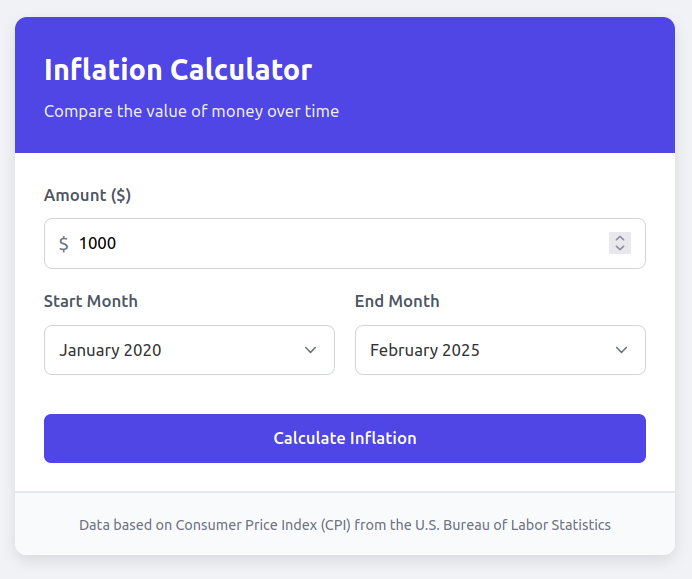 Inflation Calculator
Compare the value of money over time
Amount ($)
$ 1000
Start Month
End Month
January 2020
February 2025
Calculate Inflation
Data based on Consumer Price Index (CPI) from the U.S. Bureau of Labor Statistics